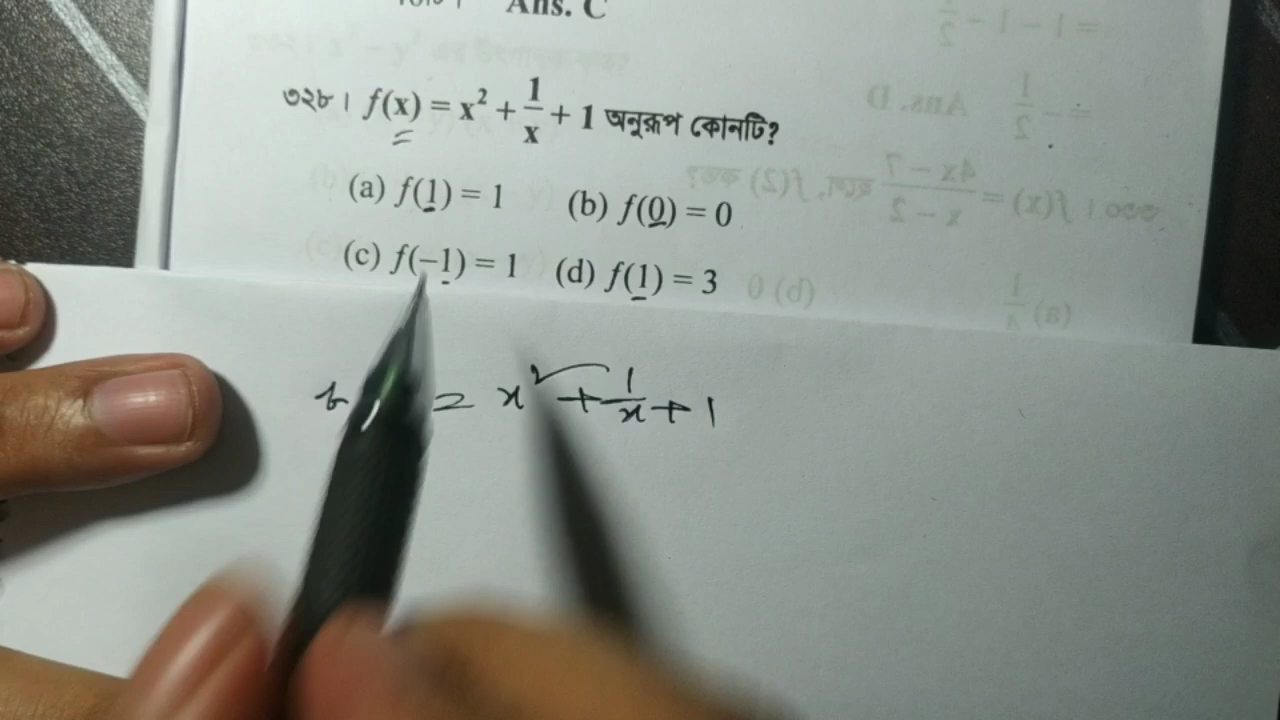 Ans. C
৩২৮। f(x) = x² + 1/x + 1 অনুরূপ কোনটি?
(a) f(1) = 1 (b) f(0) = 0
(c) f(−1) = 1 (d) f(1) = 3
= x² + 1/x + 1